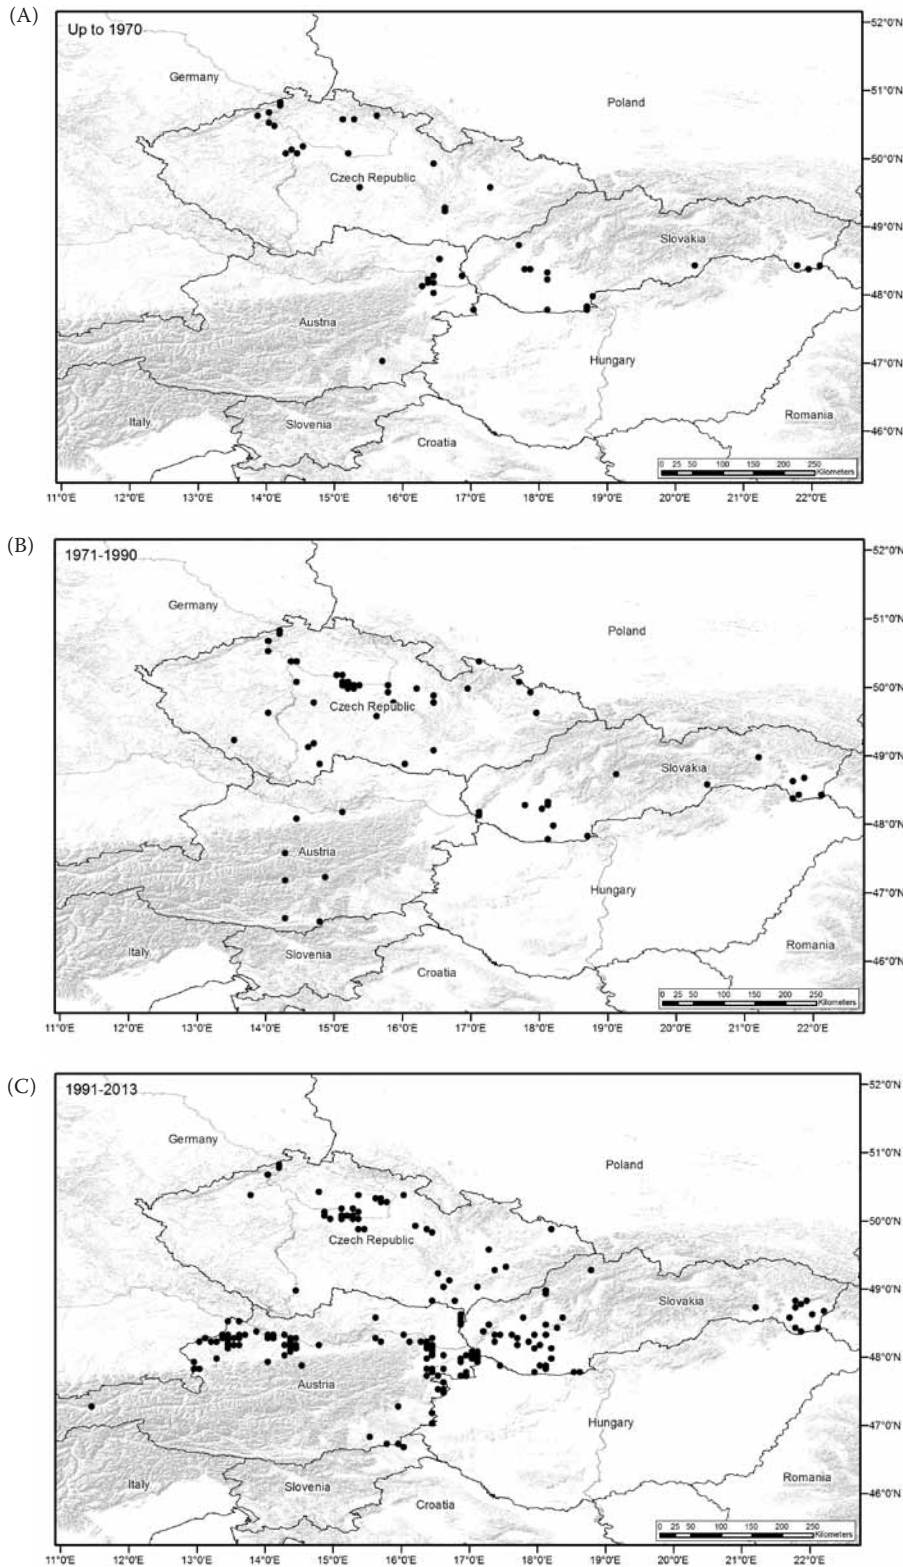 (A)
Up to 1970
52°0'N
Germany
51°0'N
Poland
50°0'N
Czech Republic
49°0'N
Slovakia
48°0'N
Austria
Hungary
47°0'N
Italy
Slovenia
Romania
Croatia
46°0'N
0 25 50 100 150 200 250
Kilometers
11°0'E 12°0'E 13°0'E 14°0'E 15°0'E 16°0'E 17°0'E 18°0'E 19°0'E 20°0'E 21°0'E 22°0'E
(B)
1971-1990
52°0'N
Germany
51°0'N
Poland
50°0'N
Czech Republic
49°0'N
Slovakia
48°0'N
Austria
Hungary
47°0'N
Italy
Slovenia
Romania
Croatia
46°0'N
0 25 50 100 150 200 250
Kilometers
11°0'E 12°0'E 13°0'E 14°0'E 15°0'E 16°0'E 17°0'E 18°0'E 19°0'E 20°0'E 21°0'E 22°0'E
(C)
1991-2013
52°0'N
Germany
51°0'N
Poland
50°0'N
Czech Republic
49°0'N
Slovakia
48°0'N
Austria
Hungary
47°0'N
Italy
Slovenia
Romania
Croatia
46°0'N
0 25 50 100 150 200 250
Kilometers
11°0'E 12°0'E 13°0'E 14°0'E 15°0'E 16°0'E 17°0'E 18°0'E 19°0'E 20°0'E 21°0'E 22°0'E